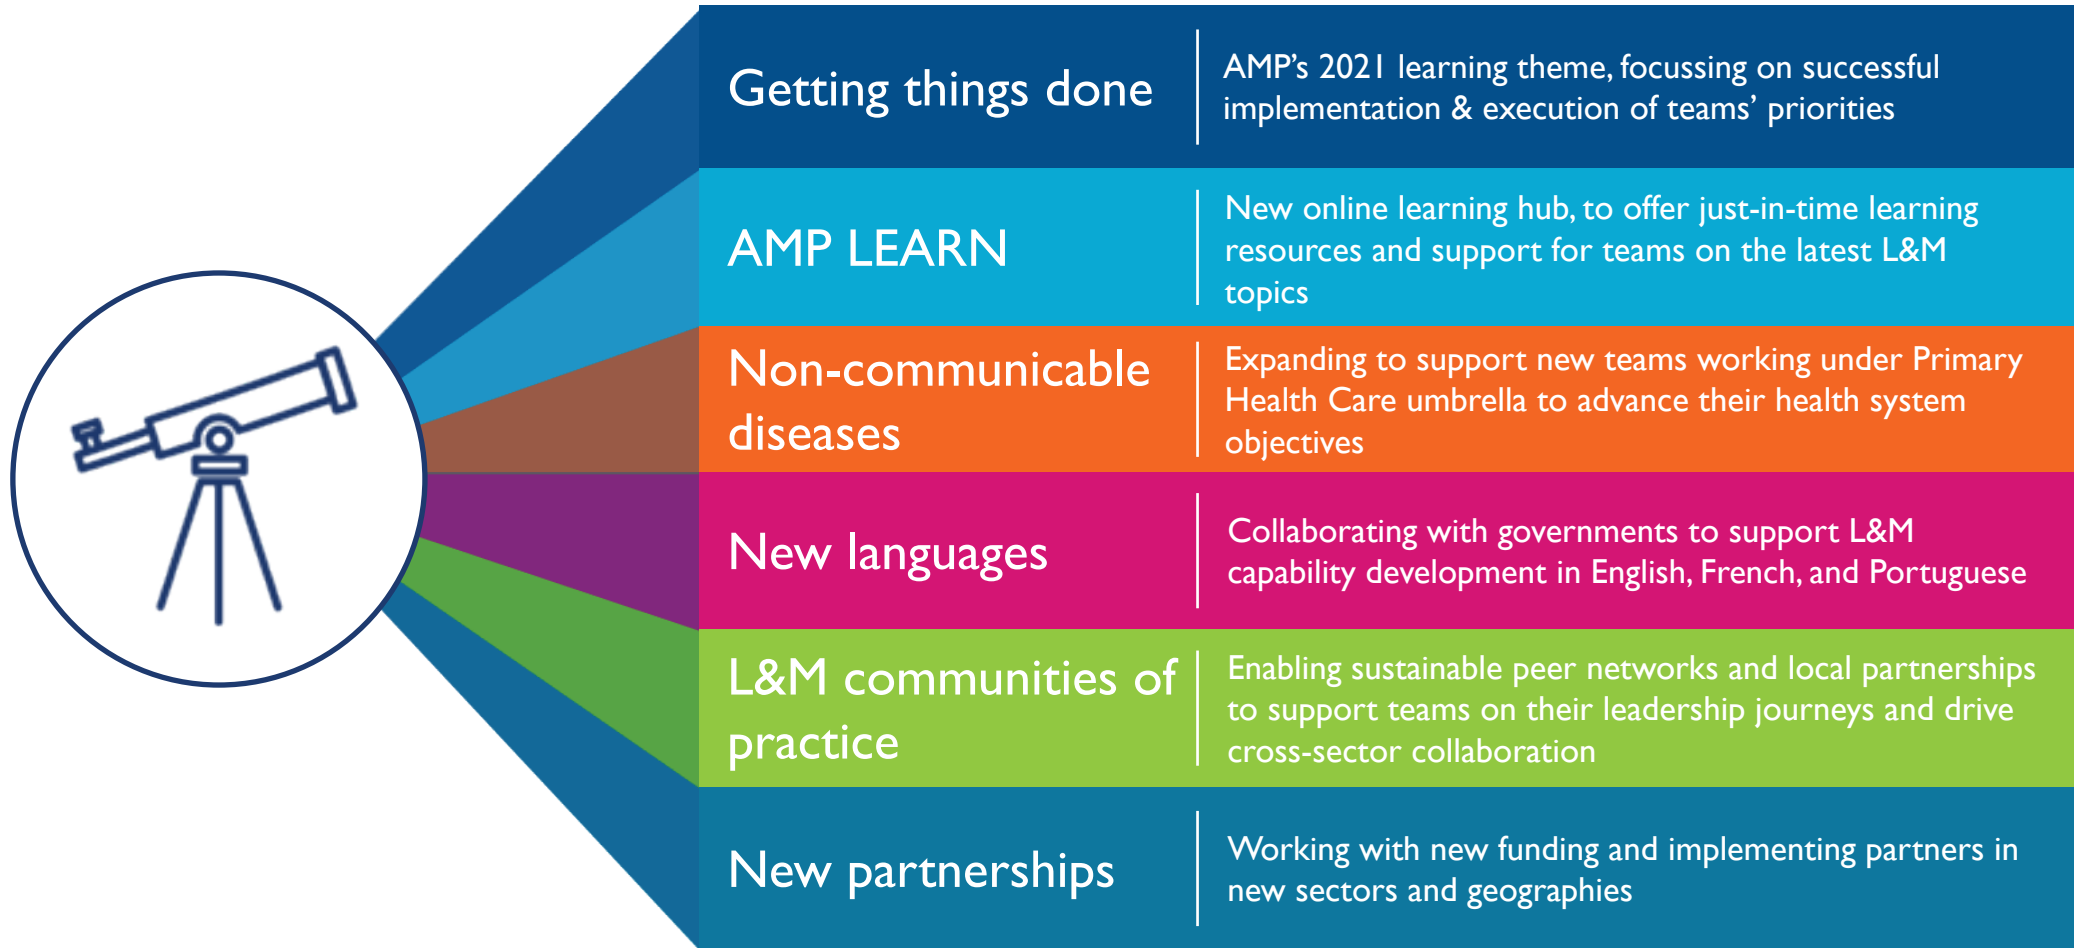 Getting things done
AMP's 2021 learning theme, focussing on successful
implementation & execution of teams' priorities
AMP LEARN
New online learning hub, to offer just-in-time learning
resources and support for teams on the latest L&M
topics
Non-communicable
diseases
Expanding to support new teams working under Primary
Health Care umbrella to advance their health system
objectives
New languages
Collaborating with governments to support L&M
capability development in English, French, and Portuguese
L&M communities of
practice
Enabling sustainable peer networks and local partnerships
to support teams on their leadership journeys and drive
cross-sector collaboration
New partnerships
Working with new funding and implementing partners in
new sectors and geographies